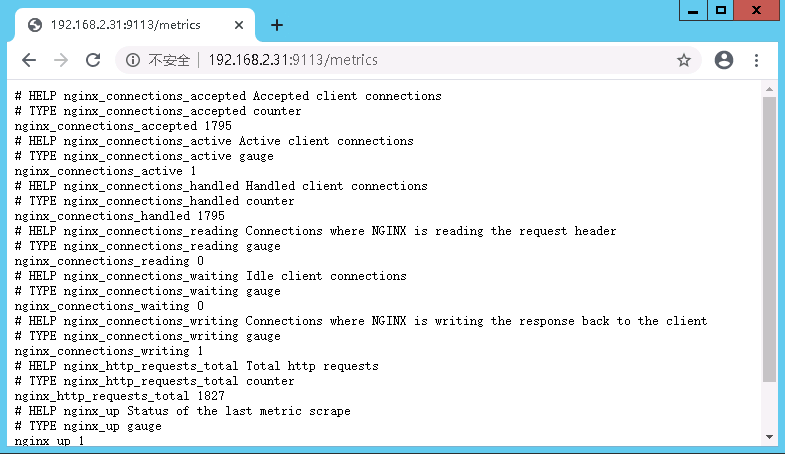 192.168.2.31:9113/metrics
不安全 | 192.168.2.31:9113/metrics
# HELP nginx_connections_accepted Accepted client connections
# TYPE nginx_connections_accepted counter
nginx_connections_accepted 1795
# HELP nginx_connections_active Active client connections
# TYPE nginx_connections_active gauge
nginx_connections_active 1
# HELP nginx_connections_handled Handled client connections
# TYPE nginx_connections_handled counter
nginx_connections_handled 1795
# HELP nginx_connections_reading Connections where NGINX is reading the request header
# TYPE nginx_connections_reading gauge
nginx_connections_reading 0
# HELP nginx_connections_waiting Idle client connections
# TYPE nginx_connections_waiting gauge
nginx_connections_waiting 0
# HELP nginx_connections_writing Connections where NGINX is writing the response back to the client
# TYPE nginx_connections_writing gauge
nginx_connections_writing 1
# HELP nginx_http_requests_total Total http requests
# TYPE nginx_http_requests_total counter
nginx_http_requests_total 1827
# HELP nginx_up Status of the last metric scrape
# TYPE nginx_up gauge
nginx_up 1